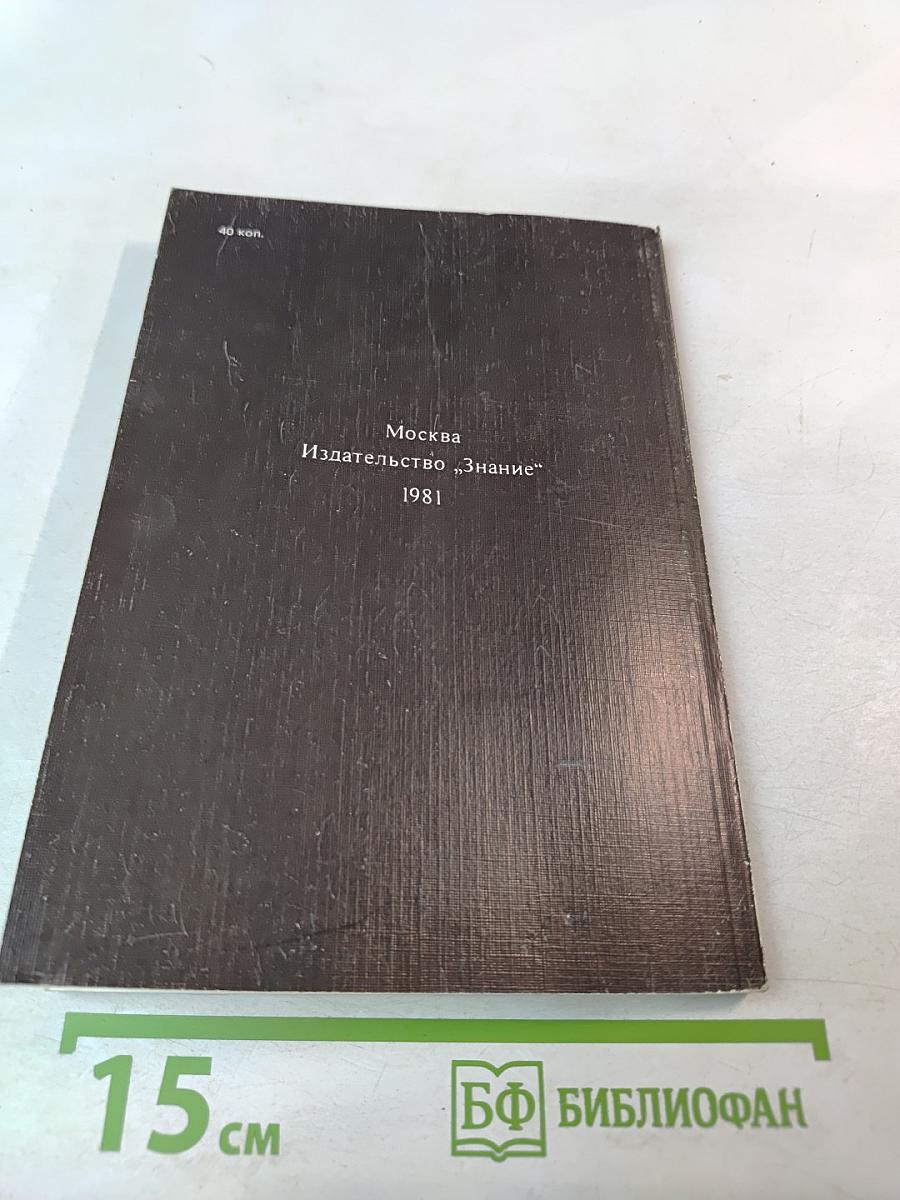 40 коп.
Москва
Издательство „Знание“
1981
15 см
БФ БИБЛИОФАН